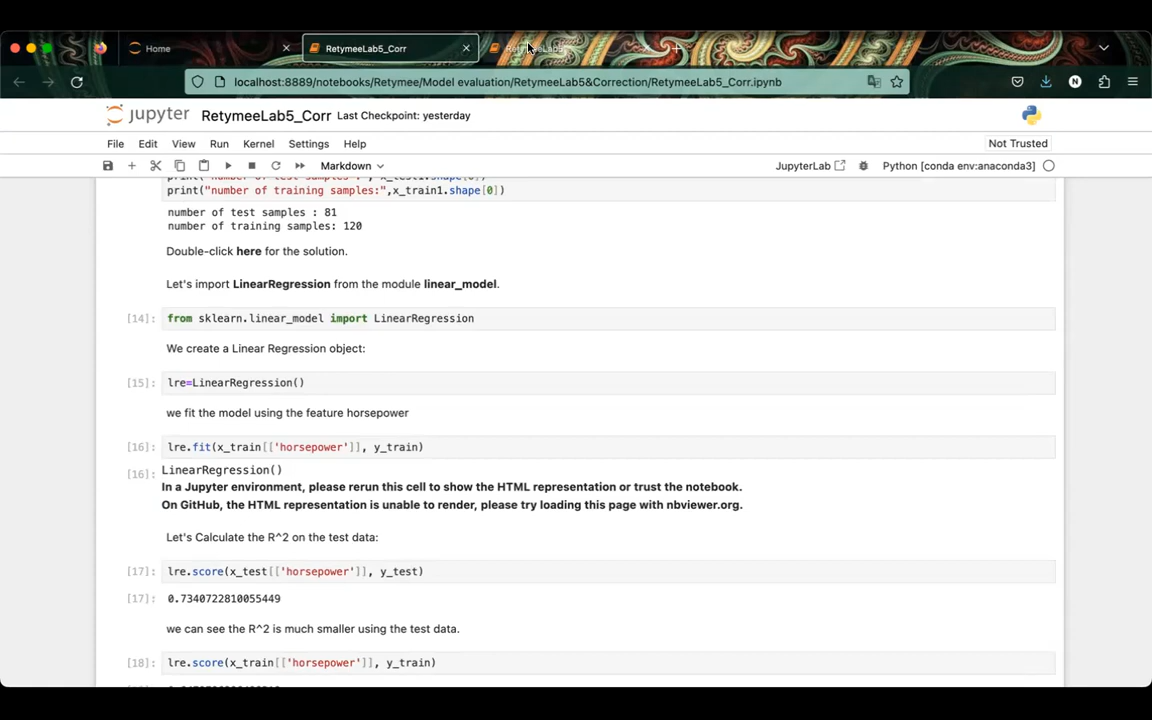 Home
RetymeeLab5_Corr
localhost:8889/notebooks/Retymee/Model evaluation/RetymeeLab5&Correction/RetymeeLab5_Corr.ipynb
jupyter RetymeeLab5_Corr Last Checkpoint: yesterday
File Edit View Run Kernel Settings Help Not Trusted
Markdown JupyterLab Python [conda env:anaconda3]
print("number of training samples:",x_train1.shape[0])
number of test samples : 81
number of training samples: 120
Double-click here for the solution.
Let's import LinearRegression from the module linear_model.
[14]: from sklearn.linear_model import LinearRegression
We create a Linear Regression object:
[15]: lre=LinearRegression()
we fit the model using the feature horsepower
[16]: lre.fit(x_train[['horsepower']], y_train)
[16]: LinearRegression()
In a Jupyter environment, please rerun this cell to show the HTML representation or trust the notebook.
On GitHub, the HTML representation is unable to render, please try loading this page with nbviewer.org.
Let's Calculate the R^2 on the test data:
[17]: lre.score(x_test[['horsepower']], y_test)
[17]: 0.7340722810055449
we can see the R^2 is much smaller using the test data.
[18]: lre.score(x_train[['horsepower']], y_train)